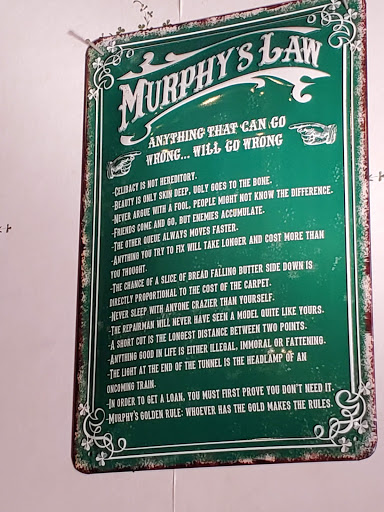 MURPHY'S LAW
ANYTHING THAT CAN GO
WRONG... WILL GO WRONG
-CELIBACY IS NOT HEREDITORY.
-BEAUTY IS ONLY SKIN DEEP, UGLY GOES TO THE BONE.
-NEVER ARGUE WITH A FOOL, PEOPLE MIGHT NOT KNOW THE DIFFERENCE.
-FRIENDS COME AND GO, BUT ENEMIES ACCUMULATE.
-THE OTHER QUEUE ALWAYS MOVES FASTER.
-ANYTHING YOU TRY TO FIX WILL TAKE LONGER AND COST MORE THAN
YOU THOUGHT.
-THE CHANCE OF A SLICE OF BREAD FALLING BUTTER SIDE DOWN IS
DIRECTLY PROPORTIONAL TO THE COST OF THE CARPET.
-NEVER SLEEP WITH ANYONE CRAZIER THAN YOURSELF.
-THE REPAIRMAN WILL NEVER HAVE SEEN A MODEL QUITE LIKE YOURS.
-A SHORT CUT IS THE LONGEST DISTANCE BETWEEN TWO POINTS.
-ANYTHING GOOD IN LIFE IS EITHER ILLEGAL, IMMORAL OR FATTENING.
-THE LIGHT AT THE END OF THE TUNNEL IS THE HEADLAMP OF AN
ONCOMING TRAIN.
-IN ORDER TO GET A LOAN, YOU MUST FIRST PROVE YOU DON'T NEED IT.
-MURPHY'S GOLDEN RULE: WHOEVER HAS THE GOLD MAKES THE RULES.